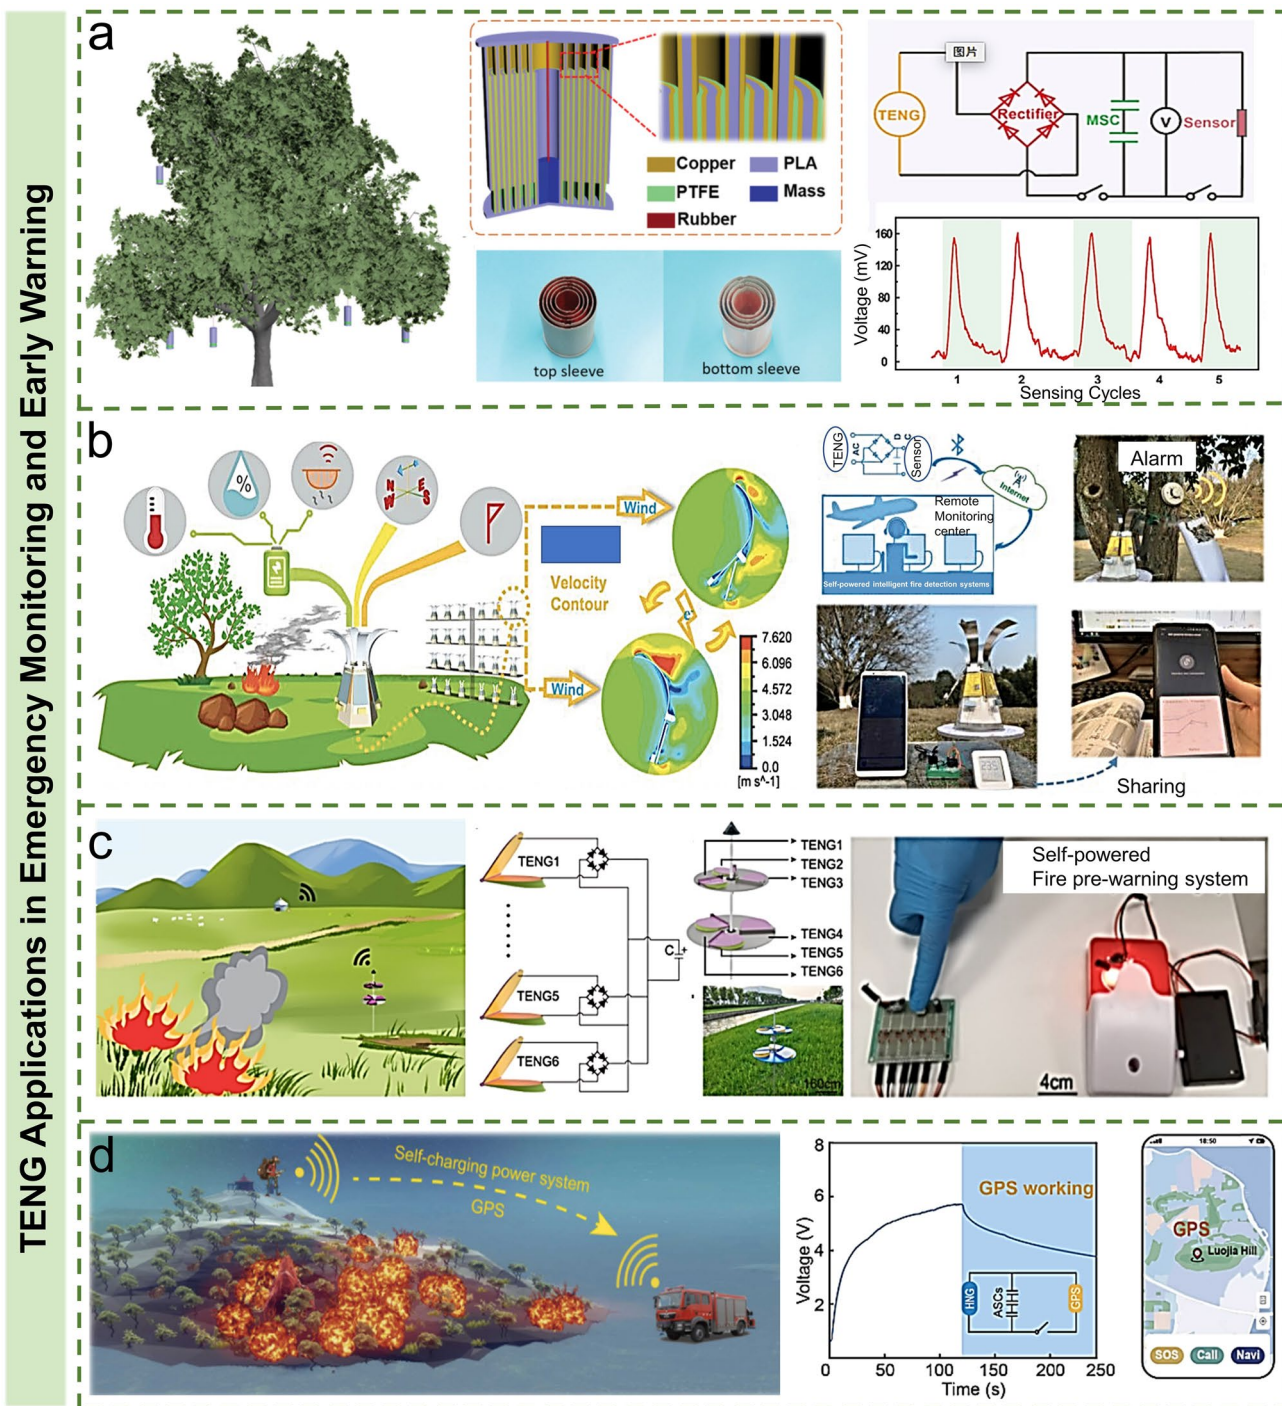 TENG Applications in Emergency Monitoring and Early Warning
a
Copper
PLA
PTFE
Mass
Rubber
top sleeve
bottom sleeve
图片
TENG
Rectifier
MSC
V
Sensor
Voltage (mV)
160
120
80
40
0
1
2
3
4
5
Sensing Cycles
b
%
N
E
W
S
Wind
Velocity
Contour
e
Wind
7.620
6.096
4.572
3.048
1.524
0.0
[m s^-1]
TENG
AC
D C
Sensor
Internet
Remote
Monitoring
center
Self-powered intelligent fire detection systems
Alarm
Sharing
c
TENG1
TENG5
TENG6
C
+
TENG1
TENG2
TENG3
TENG4
TENG5
TENG6
160cm
Self-powered
Fire pre-warning system
4cm
d
Self-charging power system
GPS
Voltage (V)
8
6
4
2
0
50
100
150
200
250
Time (s)
GPS working
HNG
ASCs
GPS
18:50
GPS
Luojia Hill
SOS
Call
Navi